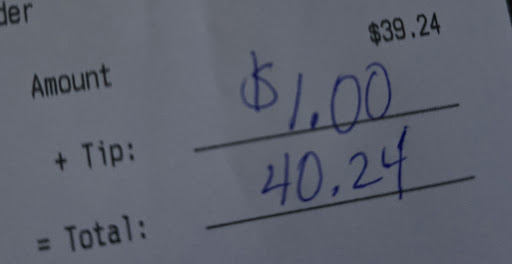 der
$39.24
Amount
$1.00
+ Tip:
40.24
= Total: